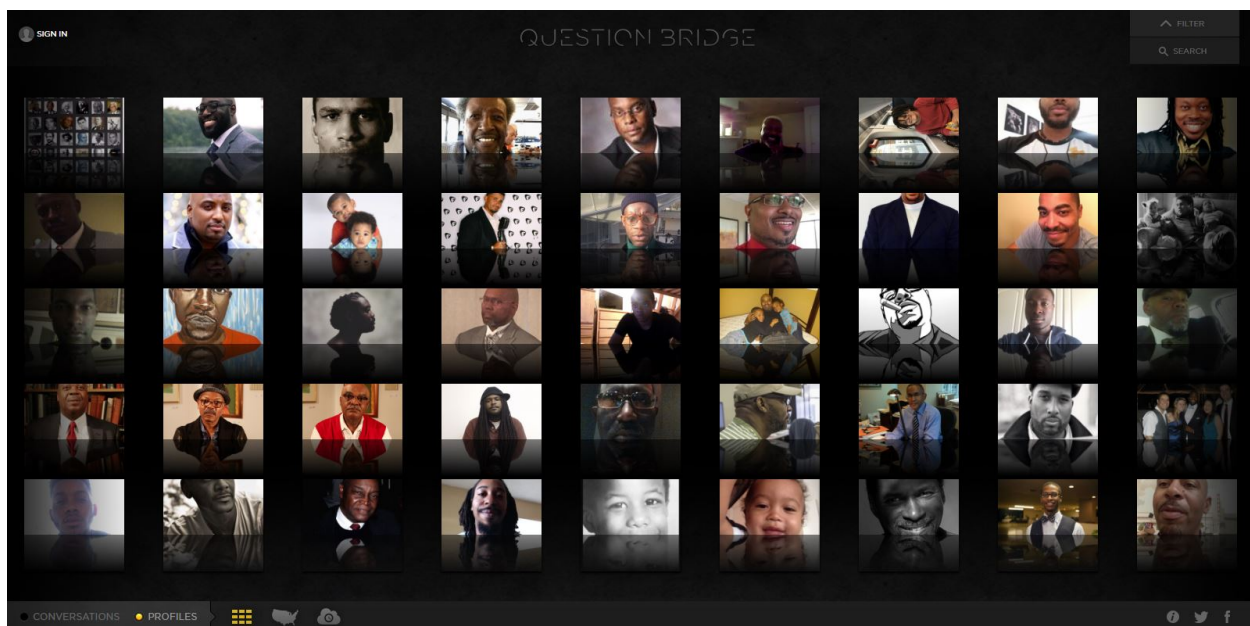 SIGN IN
QUESTION BRIDGE
FILTER
SEARCH
CONVERSATIONS
PROFILES